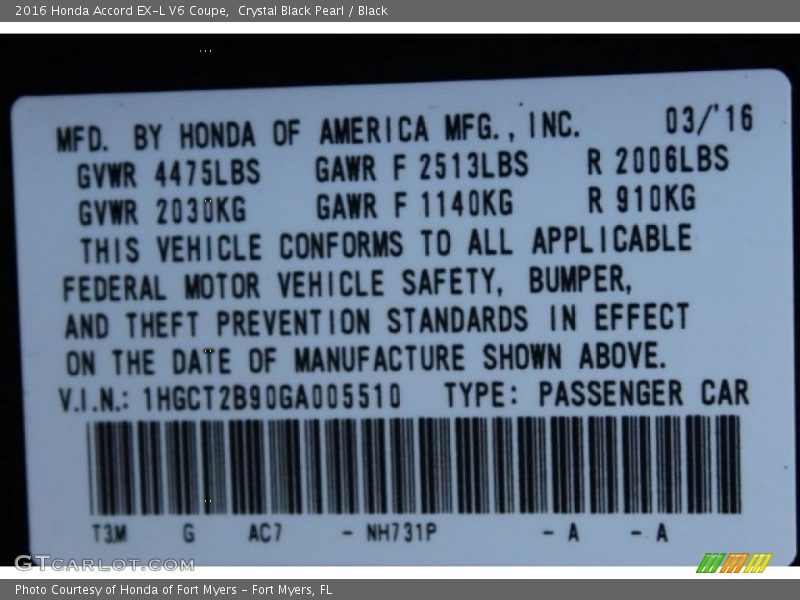 2016 Honda Accord EX-L V6 Coupe,  Crystal Black Pearl / Black
MFD. BY HONDA OF AMERICA MFG., INC. 03/'16
GVWR 4475LBS GAWR F 2513LBS R 2006LBS
GVWR 2030KG GAWR F 1140KG R 910KG
THIS VEHICLE CONFORMS TO ALL APPLICABLE
FEDERAL MOTOR VEHICLE SAFETY, BUMPER,
AND THEFT PREVENTION STANDARDS IN EFFECT
ON THE DATE OF MANUFACTURE SHOWN ABOVE.
V.I.N.: 1HGCT2B90GA005510 TYPE: PASSENGER CAR
T3M G AC7 - NH731P - A - A
GTcarlot.com
Photo Courtesy of Honda of Fort Myers - Fort Myers, FL